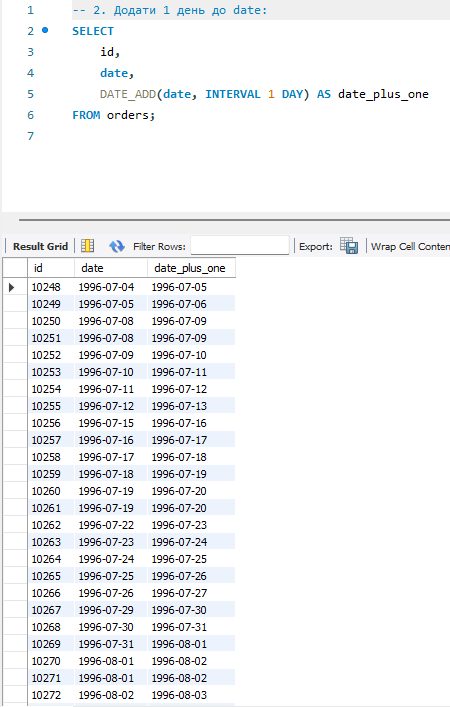 1 -- 2. Додати 1 день до date:
2 SELECT
3 id,
4 date,
5 DATE_ADD(date, INTERVAL 1 DAY) AS date_plus_one
6 FROM orders;
7
Result Grid Filter Rows: Export: Wrap Cell Conten
id date date_plus_one
10248 1996-07-04 1996-07-05
10249 1996-07-05 1996-07-06
10250 1996-07-08 1996-07-09
10251 1996-07-08 1996-07-09
10252 1996-07-09 1996-07-10
10253 1996-07-10 1996-07-11
10254 1996-07-11 1996-07-12
10255 1996-07-12 1996-07-13
10256 1996-07-15 1996-07-16
10257 1996-07-16 1996-07-17
10258 1996-07-17 1996-07-18
10259 1996-07-18 1996-07-19
10260 1996-07-19 1996-07-20
10261 1996-07-19 1996-07-20
10262 1996-07-22 1996-07-23
10263 1996-07-23 1996-07-24
10264 1996-07-24 1996-07-25
10265 1996-07-25 1996-07-26
10266 1996-07-26 1996-07-27
10267 1996-07-29 1996-07-30
10268 1996-07-30 1996-07-31
10269 1996-07-31 1996-08-01
10270 1996-08-01 1996-08-02
10271 1996-08-01 1996-08-02
10272 1996-08-02 1996-08-03